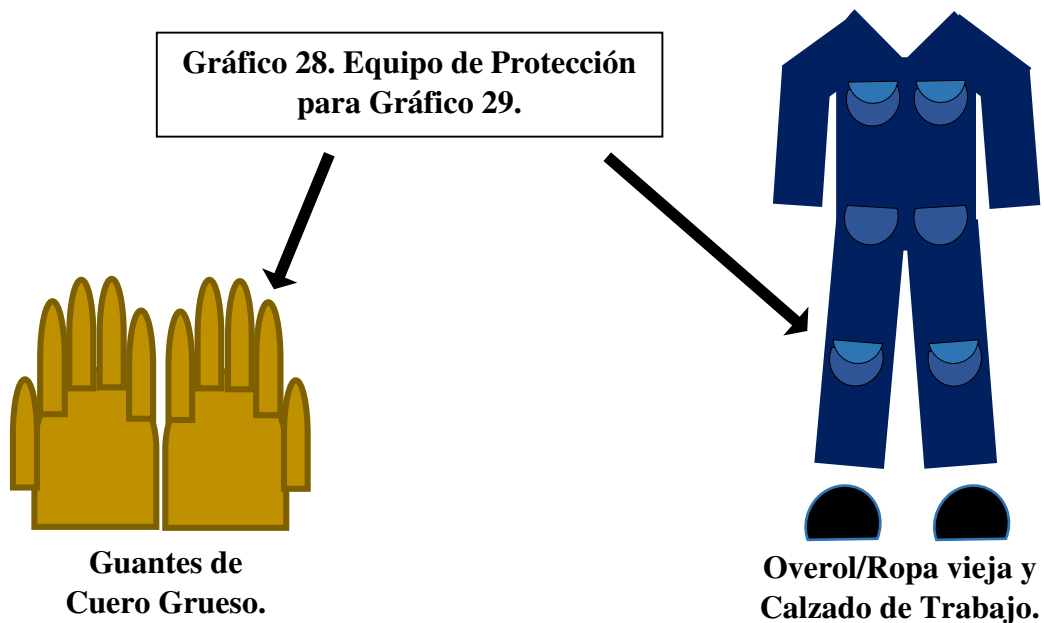 Gráfico 28. Equipo de Protección
para Gráfico 29.
Guantes de
Cuero Grueso.
Overol/Ropa vieja y
Calzado de Trabajo.